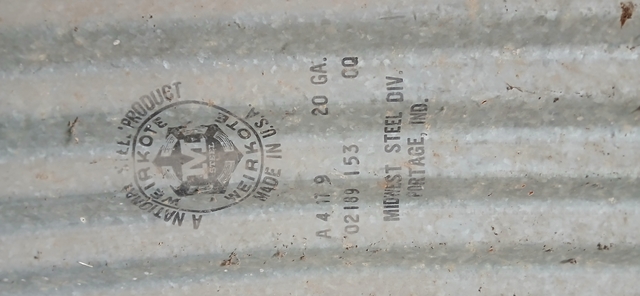 A NATIONAL STEEL PRODUCT
WEIRKOTE
WEIRKOTE
MADE IN U.S.A
20 GA.
A 4 17 9
CQ
02189 153
MIDWEST STEEL DIV.
PORTAGE, IND.